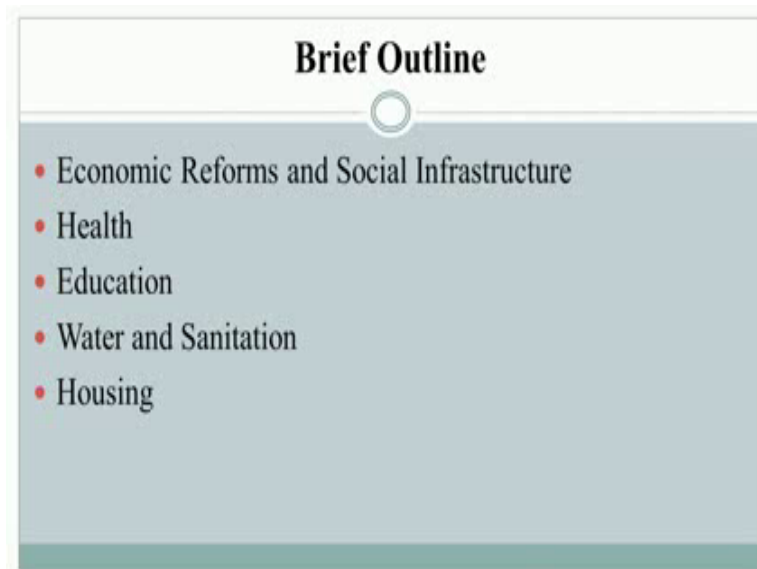 Brief Outline
Economic Reforms and Social Infrastructure
Health
Education
Water and Sanitation
Housing